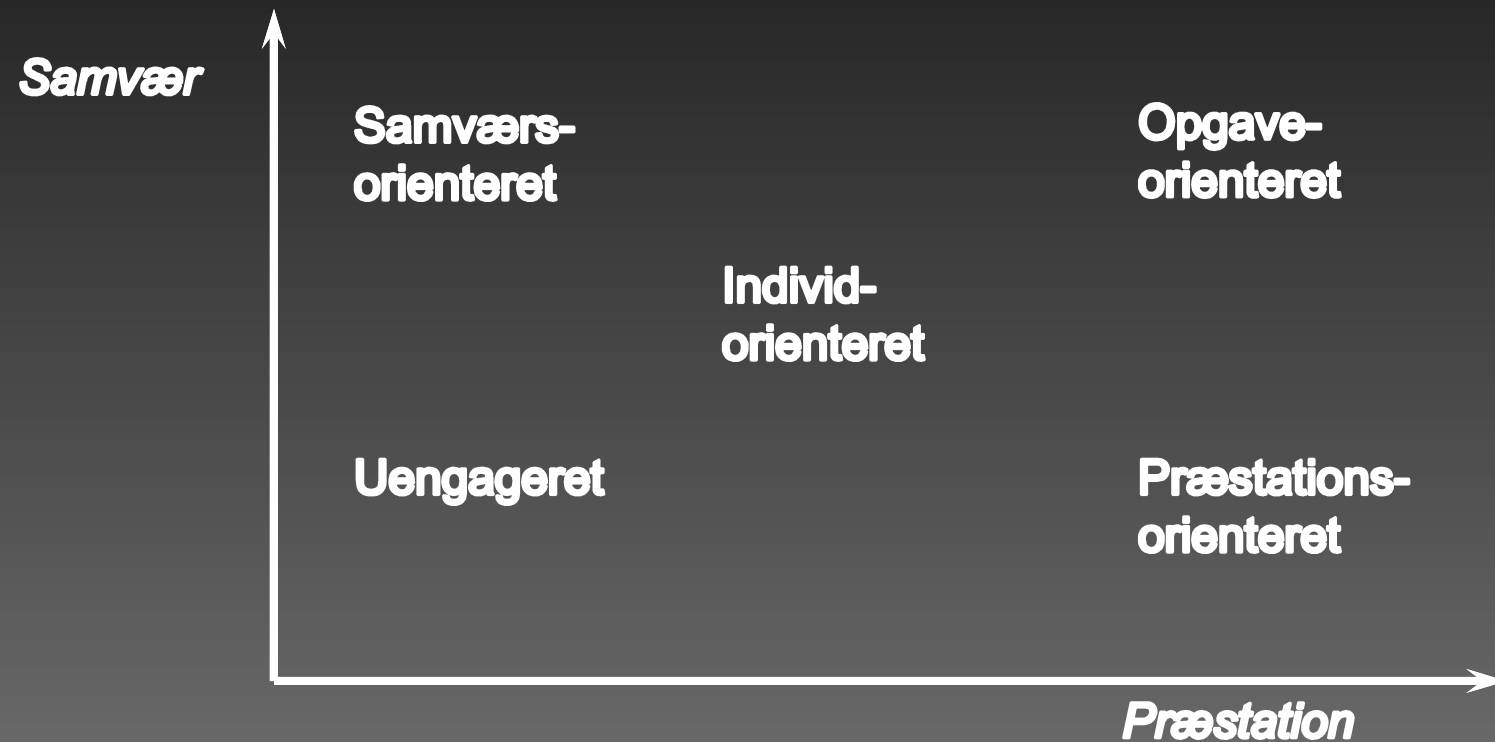 Samvær
Samværs-
orienteret
Opgave-
orienteret
Individ-
orienteret
Uengageret
Præstations-
orienteret
Præstation